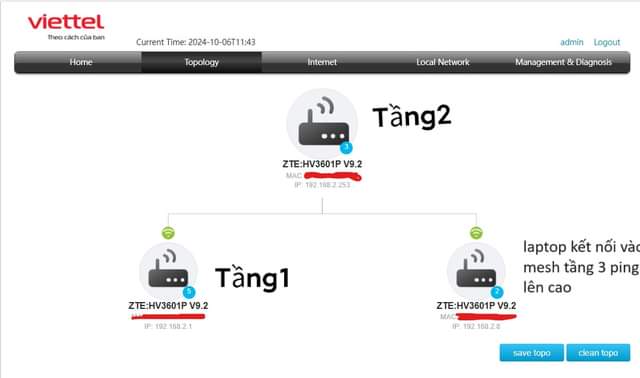 viettel
Theo cách của bạn
Current Time: 2024-10-06T11:43
admin Logout
Home Topology Internet Local Network Management & Diagnosis
Tầng2
3
ZTE:HV3601P V9.2
MAC
IP: 192.168.2.253
Tầng1
5
ZTE:HV3601P V9.2
IP: 192.168.2.1
2
ZTE:HV3601P V9.2
MAC
IP: 192.168.2.8
laptop kết nối vào
mesh tầng 3 ping
lên cao
save topo clean topo